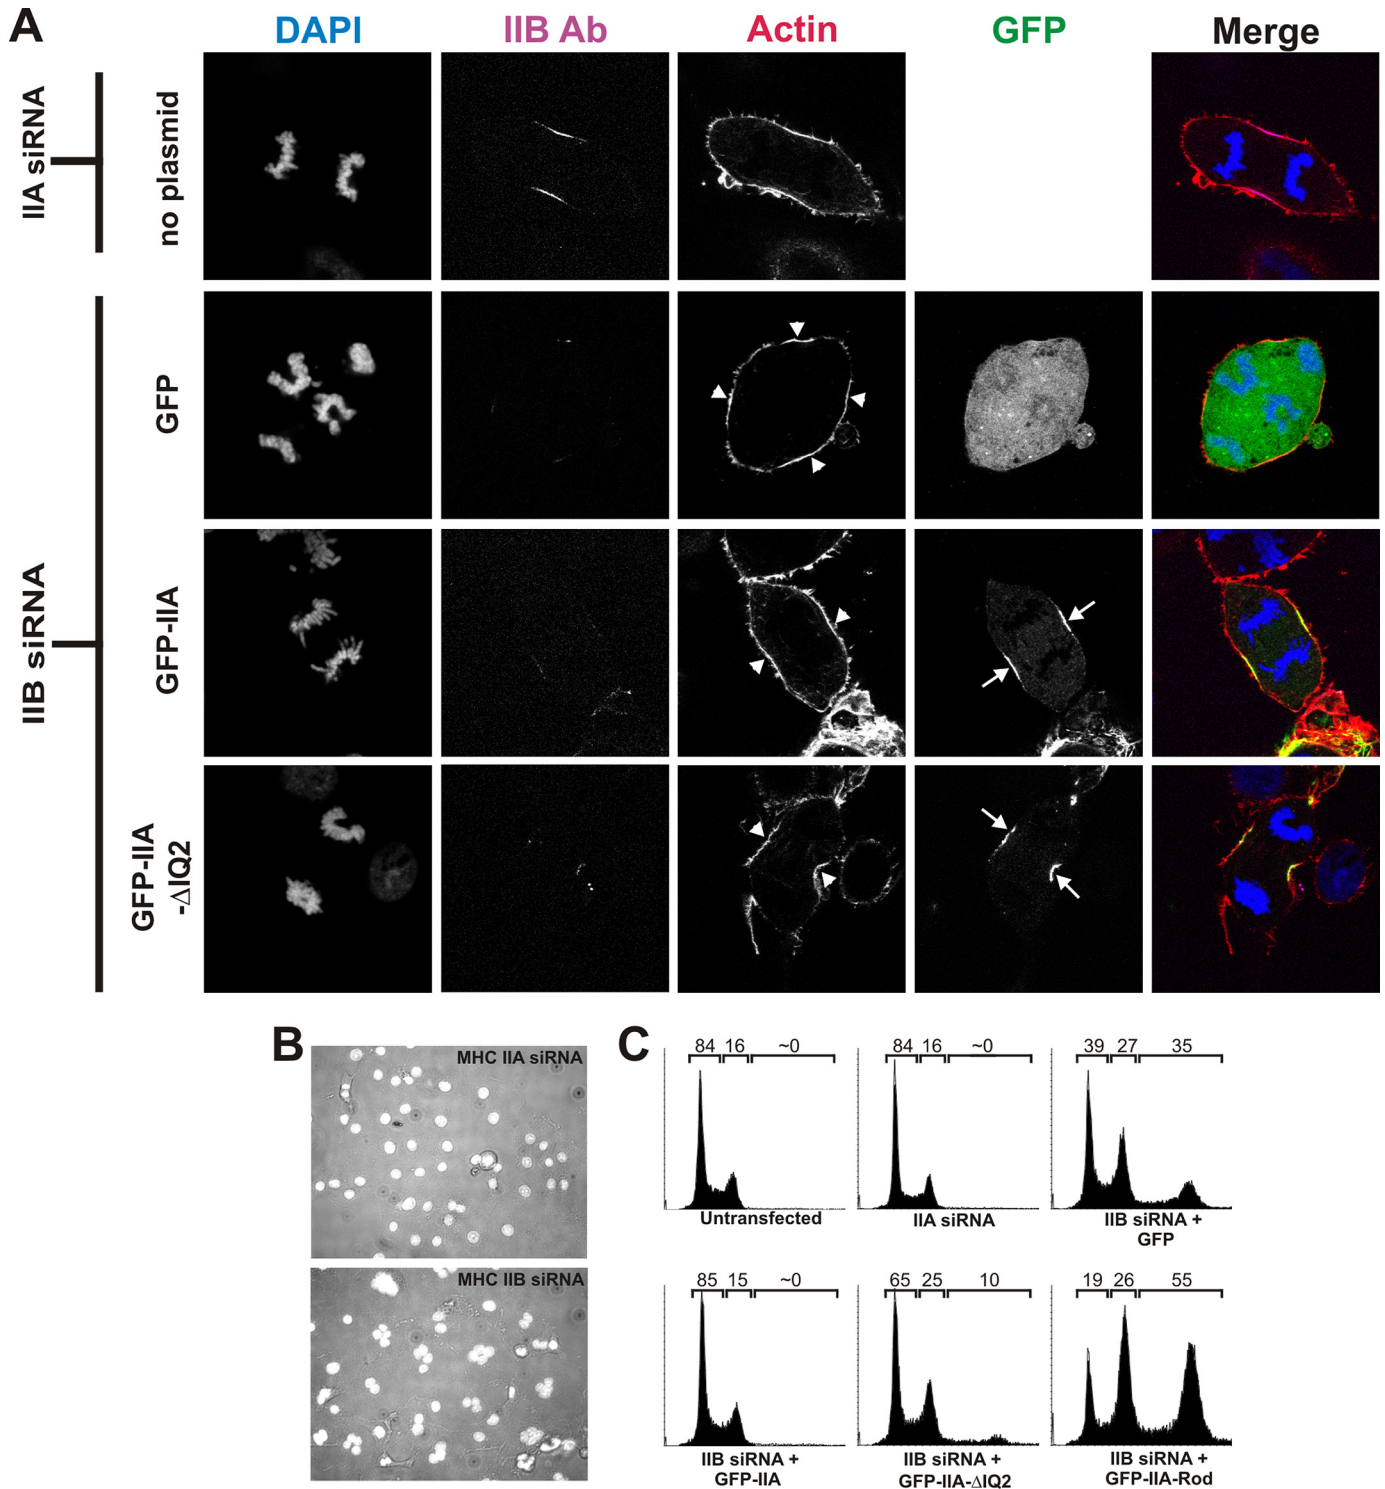 A
DAPI
IIB Ab
Actin
GFP
Merge
IIA siRNA
no plasmid
IIB siRNA
GFP
GFP-IIA
GFP-IIA
-ΔIQ2
B
MHC IIA siRNA
MHC IIB siRNA
C
84 16 ~0
Untransfected
84 16 ~0
IIA siRNA
39 27 35
IIB siRNA +
GFP
85 15 ~0
IIB siRNA +
GFP-IIA
65 25 10
IIB siRNA +
GFP-IIA-ΔIQ2
19 26 55
IIB siRNA +
GFP-IIA-Rod